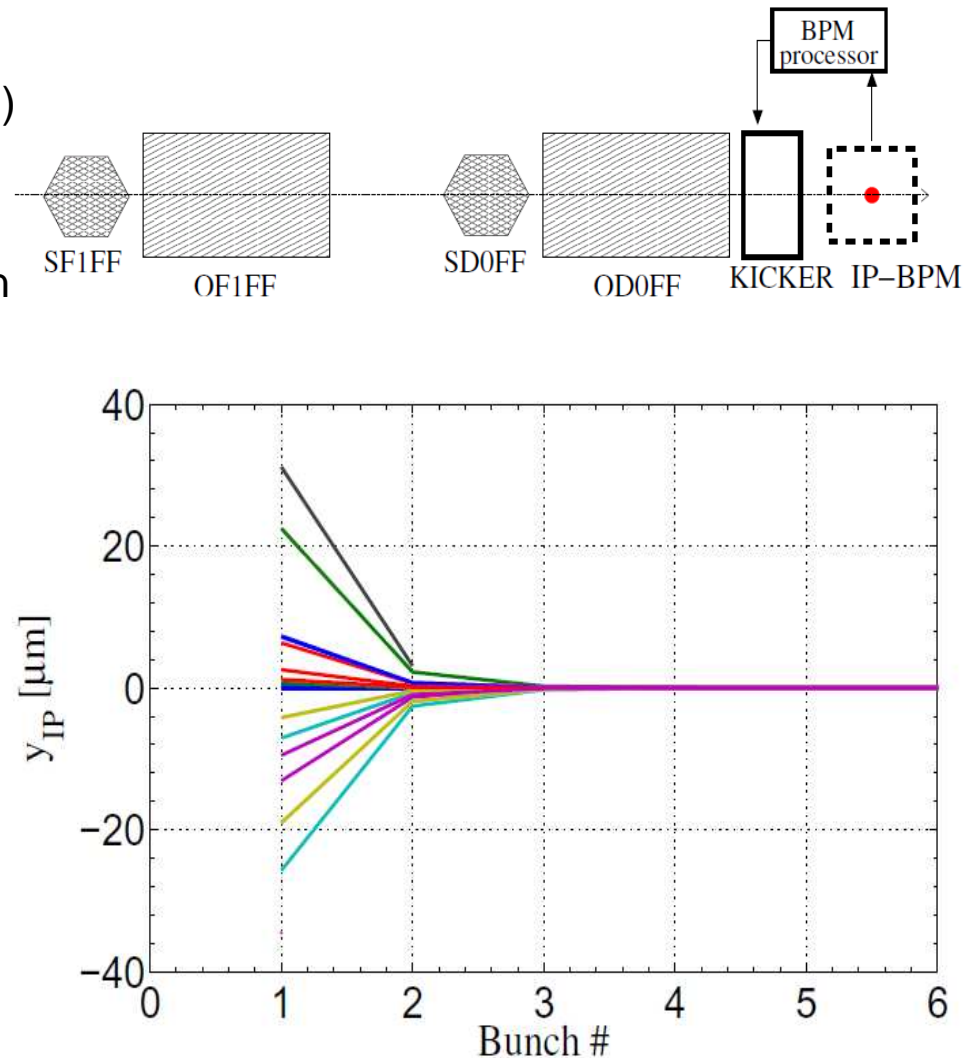 BPM
processor
)
SF1FF
SD0FF
KICKER
IP−BPM
n
QF1FF
QD0FF
40
20
0
−20
−40
y_IP [μm]
0 1 2 3 4 5 6
Bunch #